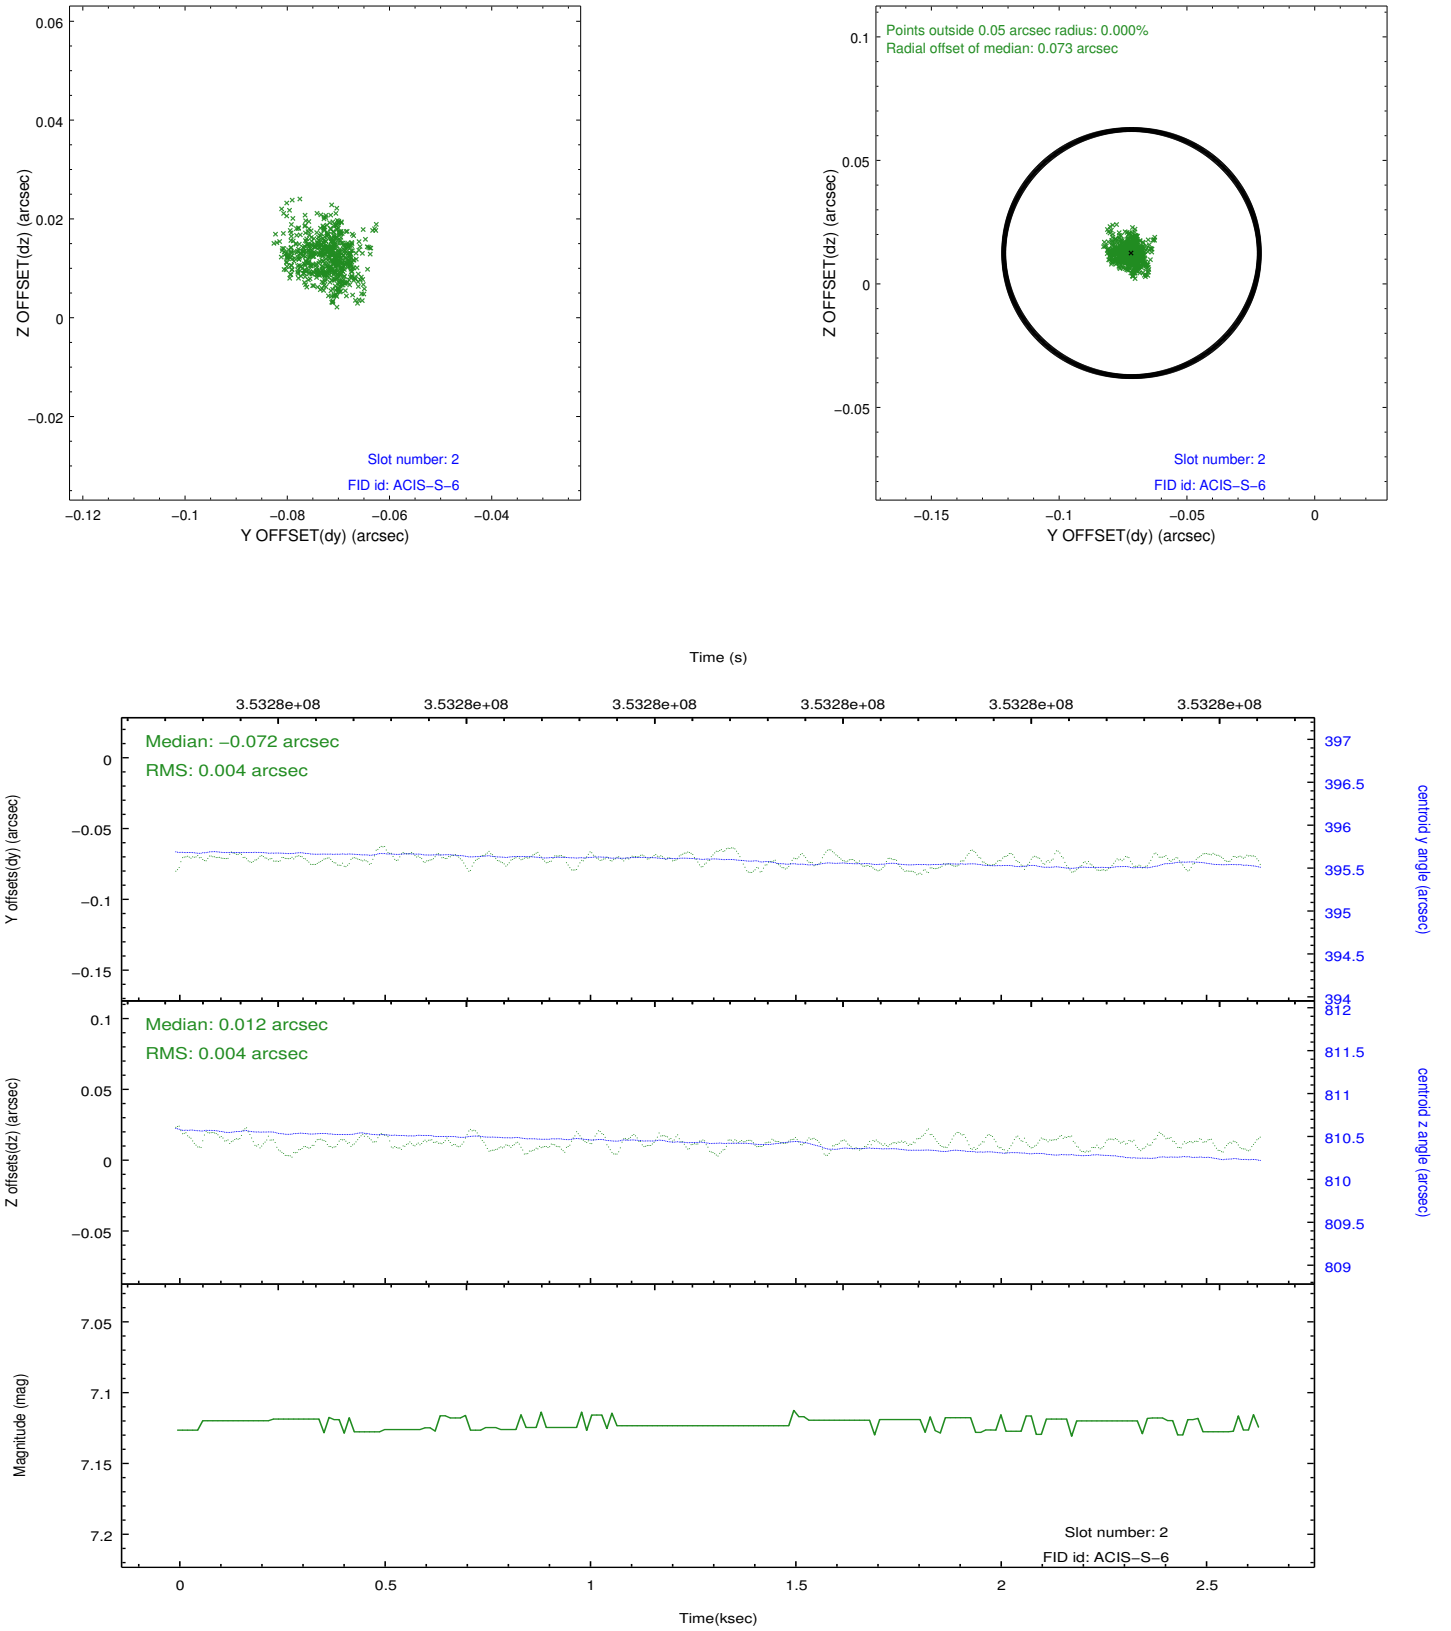 0.06
0.04
0.02
0
−0.02
Z OFFSET(dz) (arcsec)
Slot number: 2
FID id: ACIS−S−6
−0.12
−0.1
−0.08
−0.06
−0.04
Y OFFSET(dy) (arcsec)
Points outside 0.05 arcsec radius: 0.000%
Radial offset of median: 0.073 arcsec
0.1
0.05
0
−0.05
Z OFFSET(dz) (arcsec)
Slot number: 2
FID id: ACIS−S−6
−0.15
−0.1
−0.05
0
Y OFFSET(dy) (arcsec)
Time (s)
3.5328e+08
3.5328e+08
3.5328e+08
3.5328e+08
3.5328e+08
3.5328e+08
Median: −0.072 arcsec
RMS: 0.004 arcsec
0
−0.05
−0.1
−0.15
Y offsets(dy) (arcsec)
397
396.5
396
395.5
395
394.5
394
centroid y angle (arcsec)
Median: 0.012 arcsec
RMS: 0.004 arcsec
0.1
0.05
0
−0.05
Z offsets(dz) (arcsec)
812
811.5
811
810.5
810
809.5
809
centroid z angle (arcsec)
7.05
7.1
7.15
7.2
Magnitude (mag)
Slot number: 2
FID id: ACIS−S−6
0
0.5
1
1.5
2
2.5
Time(ksec)